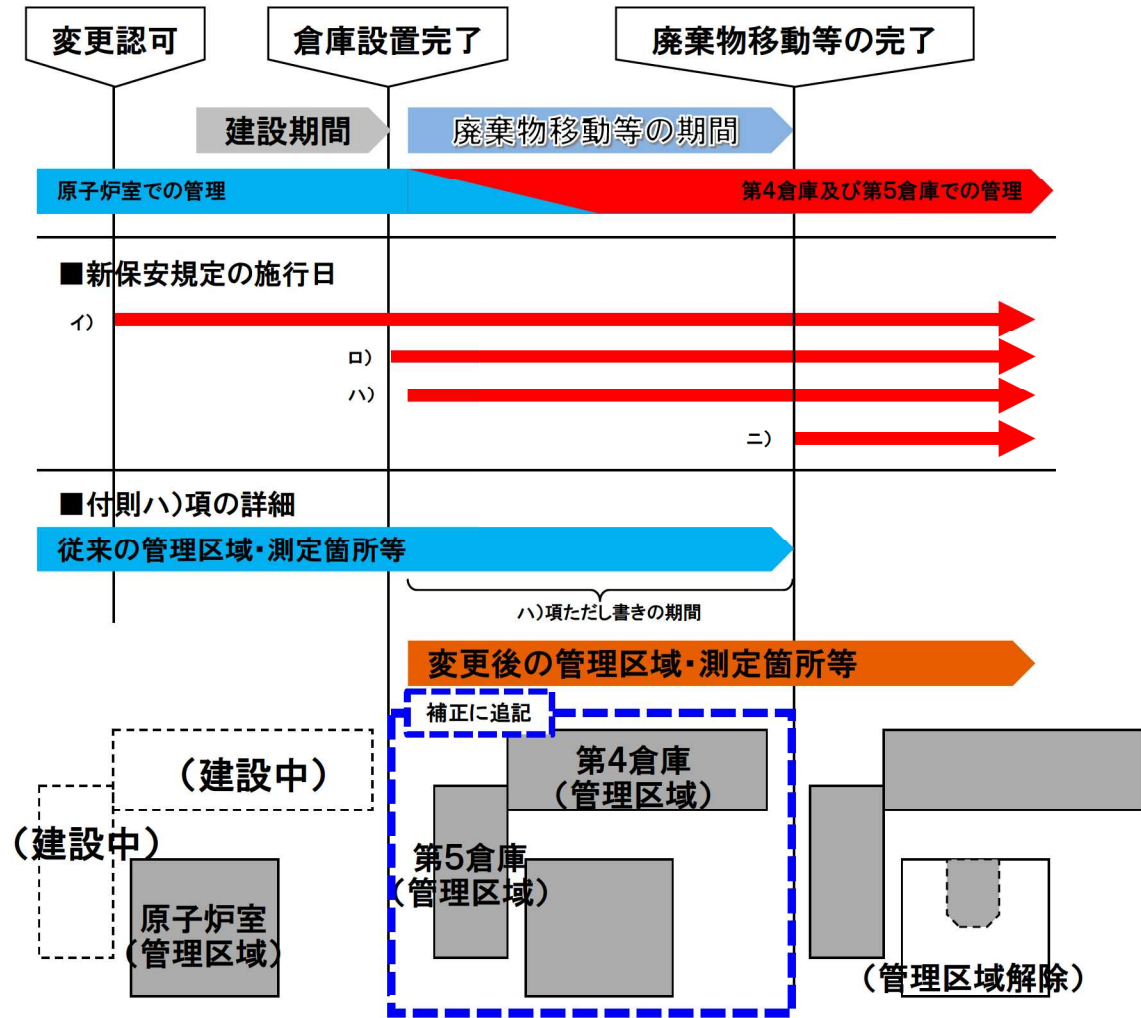 変更認可
倉庫設置完了
廃棄物移動等の完了
建設期間
廃棄物移動等の期間
原子炉室での管理
第4倉庫及び第5倉庫での管理
■新保安規定の施行日
イ)
ロ)
ハ)
ニ)
■付則ハ)項の詳細
従来の管理区域・測定箇所等
ハ)項ただし書きの期間
変更後の管理区域・測定箇所等
補正に追記
(建設中)
(建設中)
原子炉室
(管理区域)
第4倉庫
(管理区域)
第5倉庫
(管理区域)
(管理区域解除)